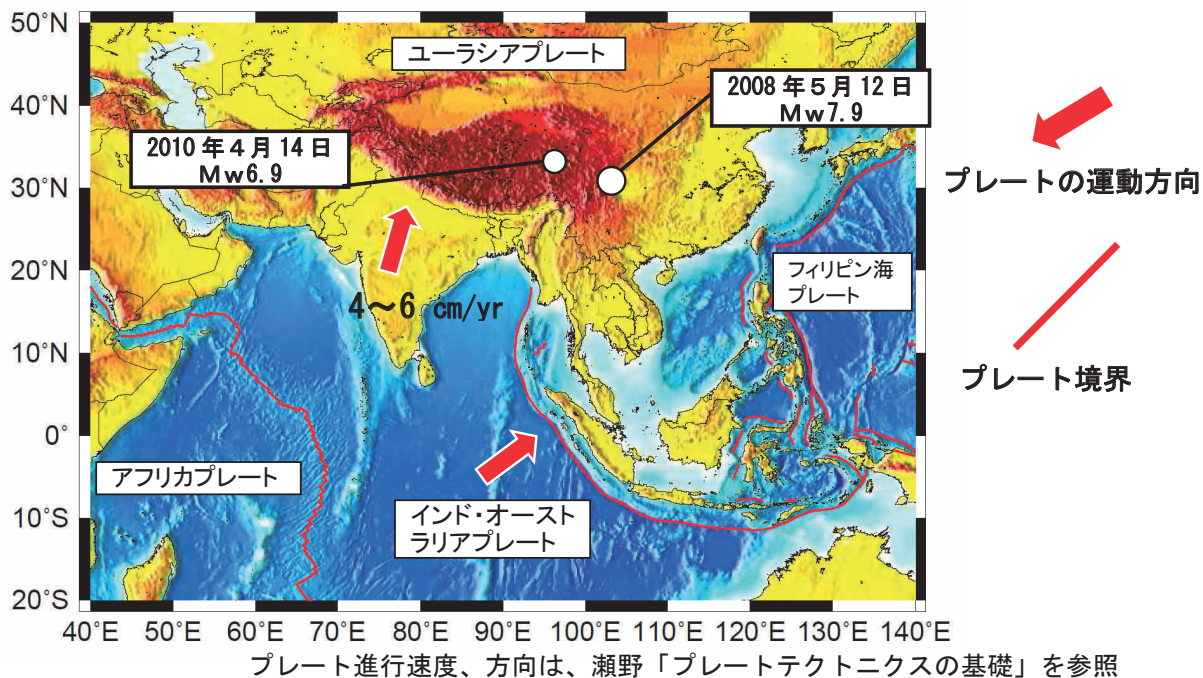 50°N
40°N
30°N
20°N
10°N
0°
10°S
20°S
ユーラシアプレート
2008年5月12日
Mw7.9
2010年4月14日
Mw6.9
プレートの運動方向
フィリピン海
プレート
4～6 cm/yr
プレート境界
アフリカプレート
インド・オースト
ラリアプレート
40°E 50°E 60°E 70°E 80°E 90°E 100°E 110°E 120°E 130°E 140°E
プレート進行速度、方向は、瀬野「プレートテクトニクスの基礎」を参照